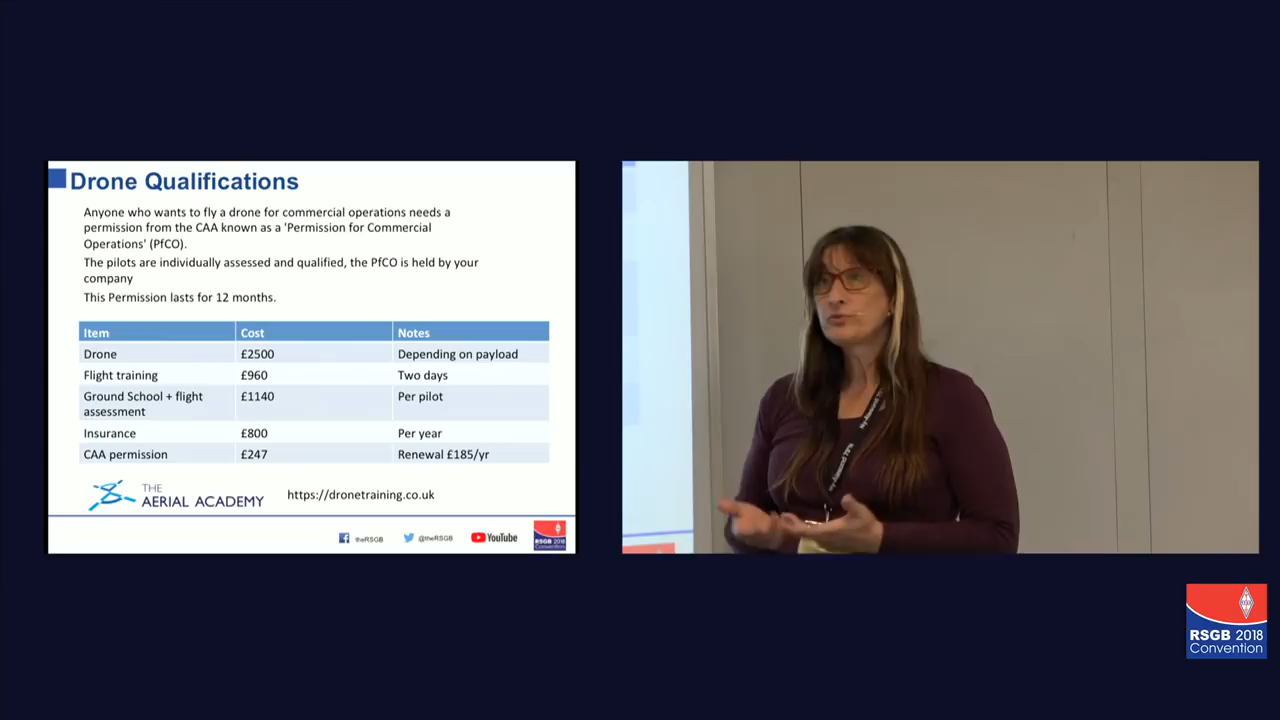 Drone Qualifications
Anyone who wants to fly a drone for commercial operations needs a
permission from the CAA known as a 'Permission for Commercial
Operations' (PfCO).
The pilots are individually assessed and qualified, the PfCO is held by your
company
This Permission lasts for 12 months.
Item Cost Notes
Drone £2500 Depending on payload
Flight training £960 Two days
Ground School + flight £1140 Per pilot
assessment
Insurance £800 Per year
CAA permission £247 Renewal £185/yr
THE
AERIAL ACADEMY
https://dronetraining.co.uk
theRSGB @theRSGB YouTube
RSGB 2018
Convention
RSGB 2018
Convention